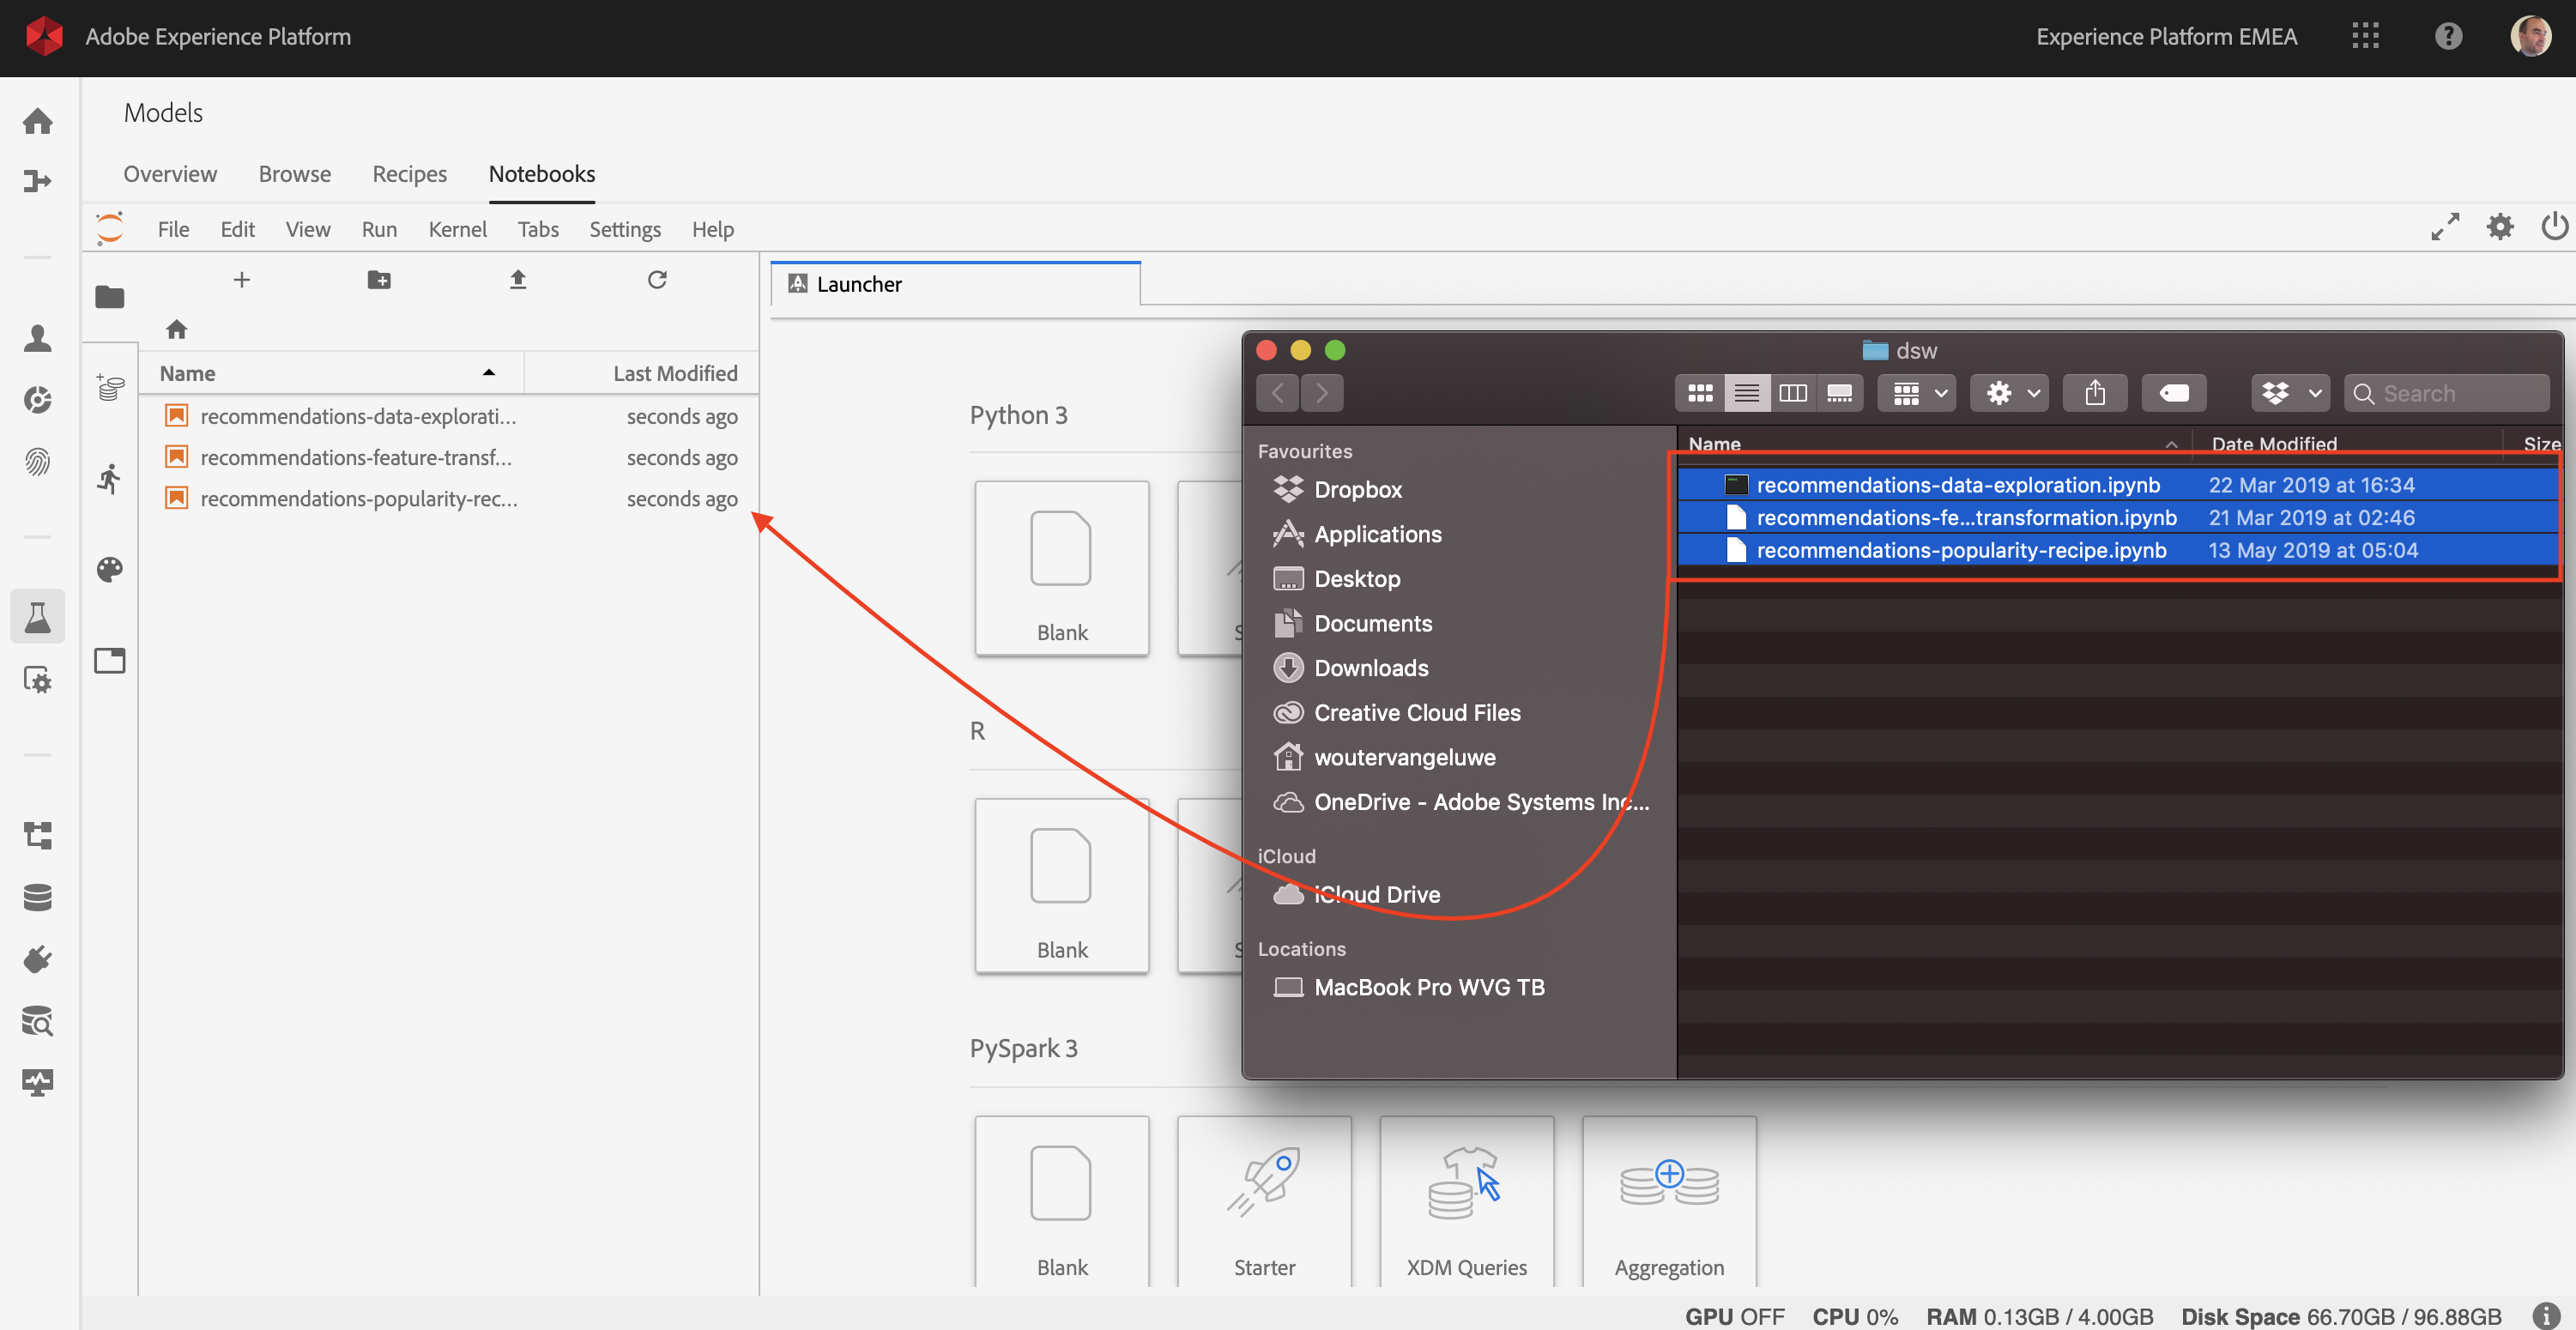 Adobe Experience Platform
Experience Platform EMEA
Models
Overview Browse Recipes Notebooks
File Edit View Run Kernel Tabs Settings Help
Launcher
Name Last Modified
recommendations-data-explorati... seconds ago
recommendations-feature-transf... seconds ago
recommendations-popularity-rec... seconds ago
Python 3
Blank
R
Blank
PySpark 3
Blank
Starter
XDM Queries
Aggregation
dsw
Search
Favourites
Dropbox
Applications
Desktop
Documents
Downloads
Creative Cloud Files
woutervangeluwe
OneDrive - Adobe Systems Inc...
iCloud
iCloud Drive
Locations
MacBook Pro WVG TB
Name Date Modified Size
recommendations-data-exploration.ipynb 22 Mar 2019 at 16:34
recommendations-fe...transformation.ipynb 21 Mar 2019 at 02:46
recommendations-popularity-recipe.ipynb 13 May 2019 at 05:04
GPU OFF CPU 0% RAM 0.13GB / 4.00GB Disk Space 66.70GB / 96.88GB